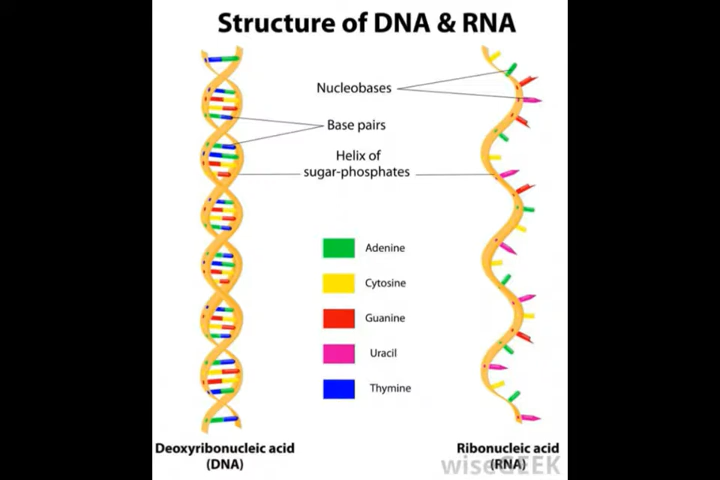 Structure of DNA & RNA
Nucleobases
Base pairs
Helix of
sugar-phosphates
Adenine
Cytosine
Guanine
Uracil
Thymine
Deoxyribonucleic acid
(DNA)
Ribonucleic acid
(RNA)
wiseGEEK